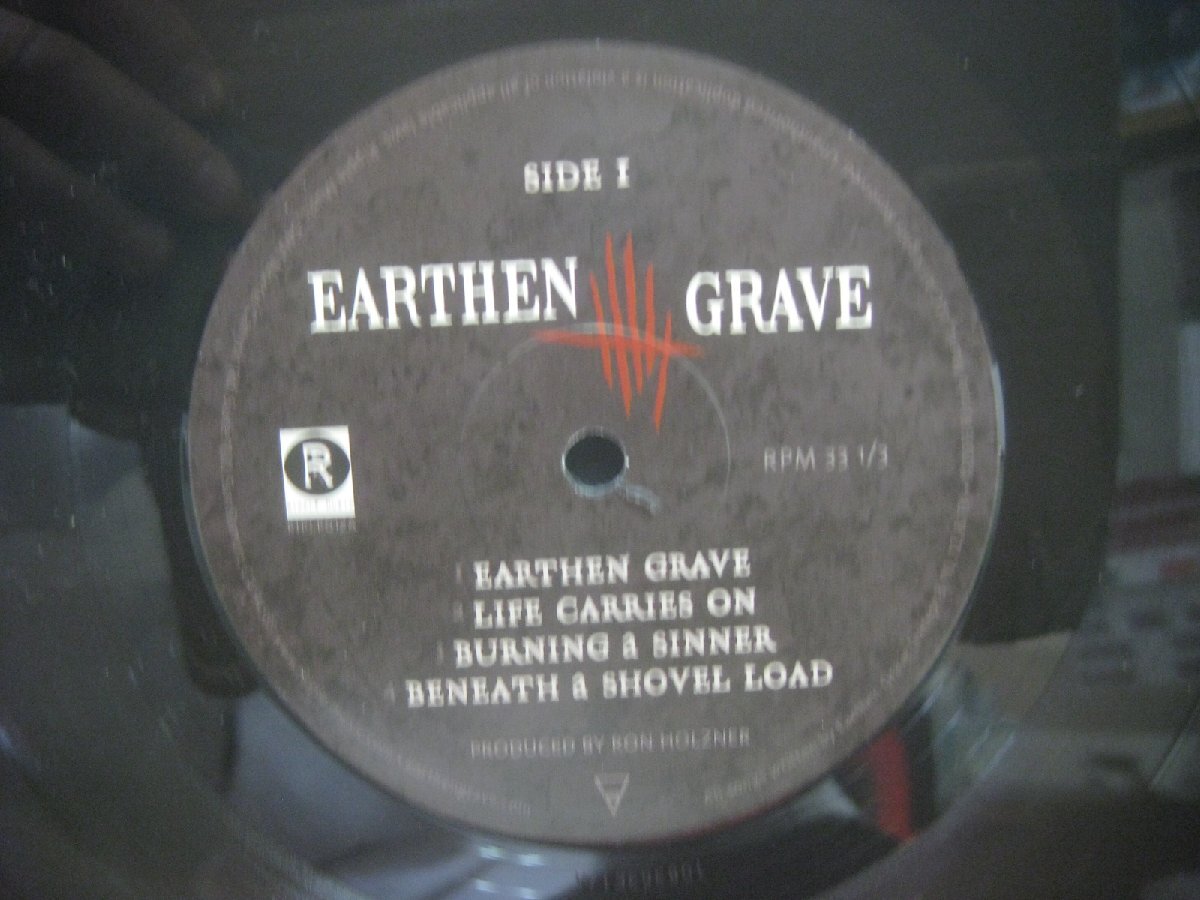 SIDE I
EARTHEN GRAVE
R
RPM 33 1/3
EARTHEN GRAVE
LIFE CARRIES ON
BURNING a SINNER
BENEATH a SHOVEL LOAD
PRODUCED BY RON HOLZNER